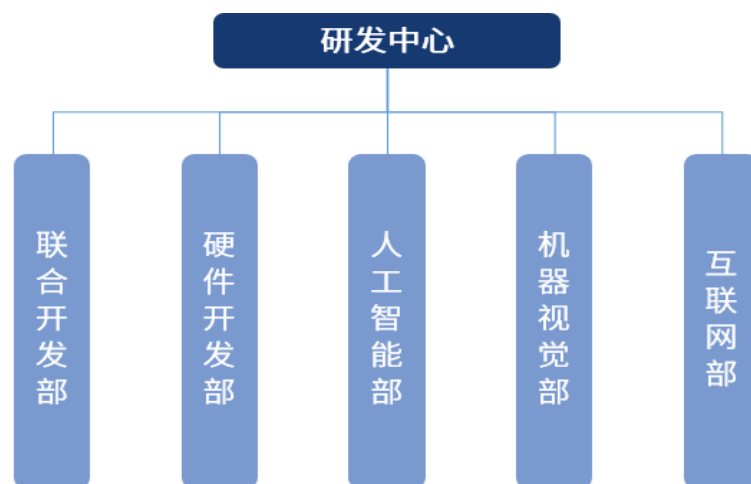 研发中心
联合开发部
硬件开发部
人工智能部
机器视觉部
互联网部